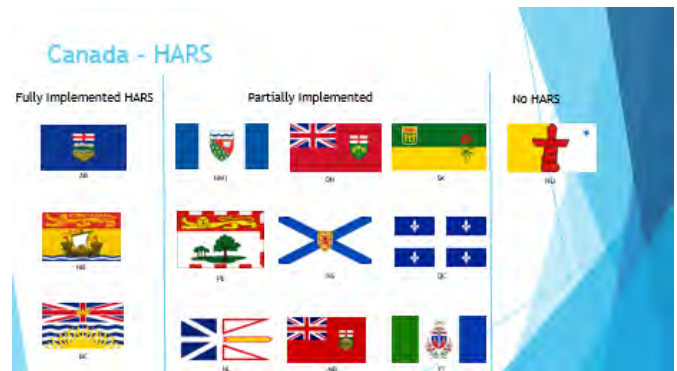 Canada - HARS
Fully Implemented HARS
Partially Implemented
No HARS
AB
NWT
ON
SK
NU
NB
PE
NS
QC
BC
NL
MB
YT